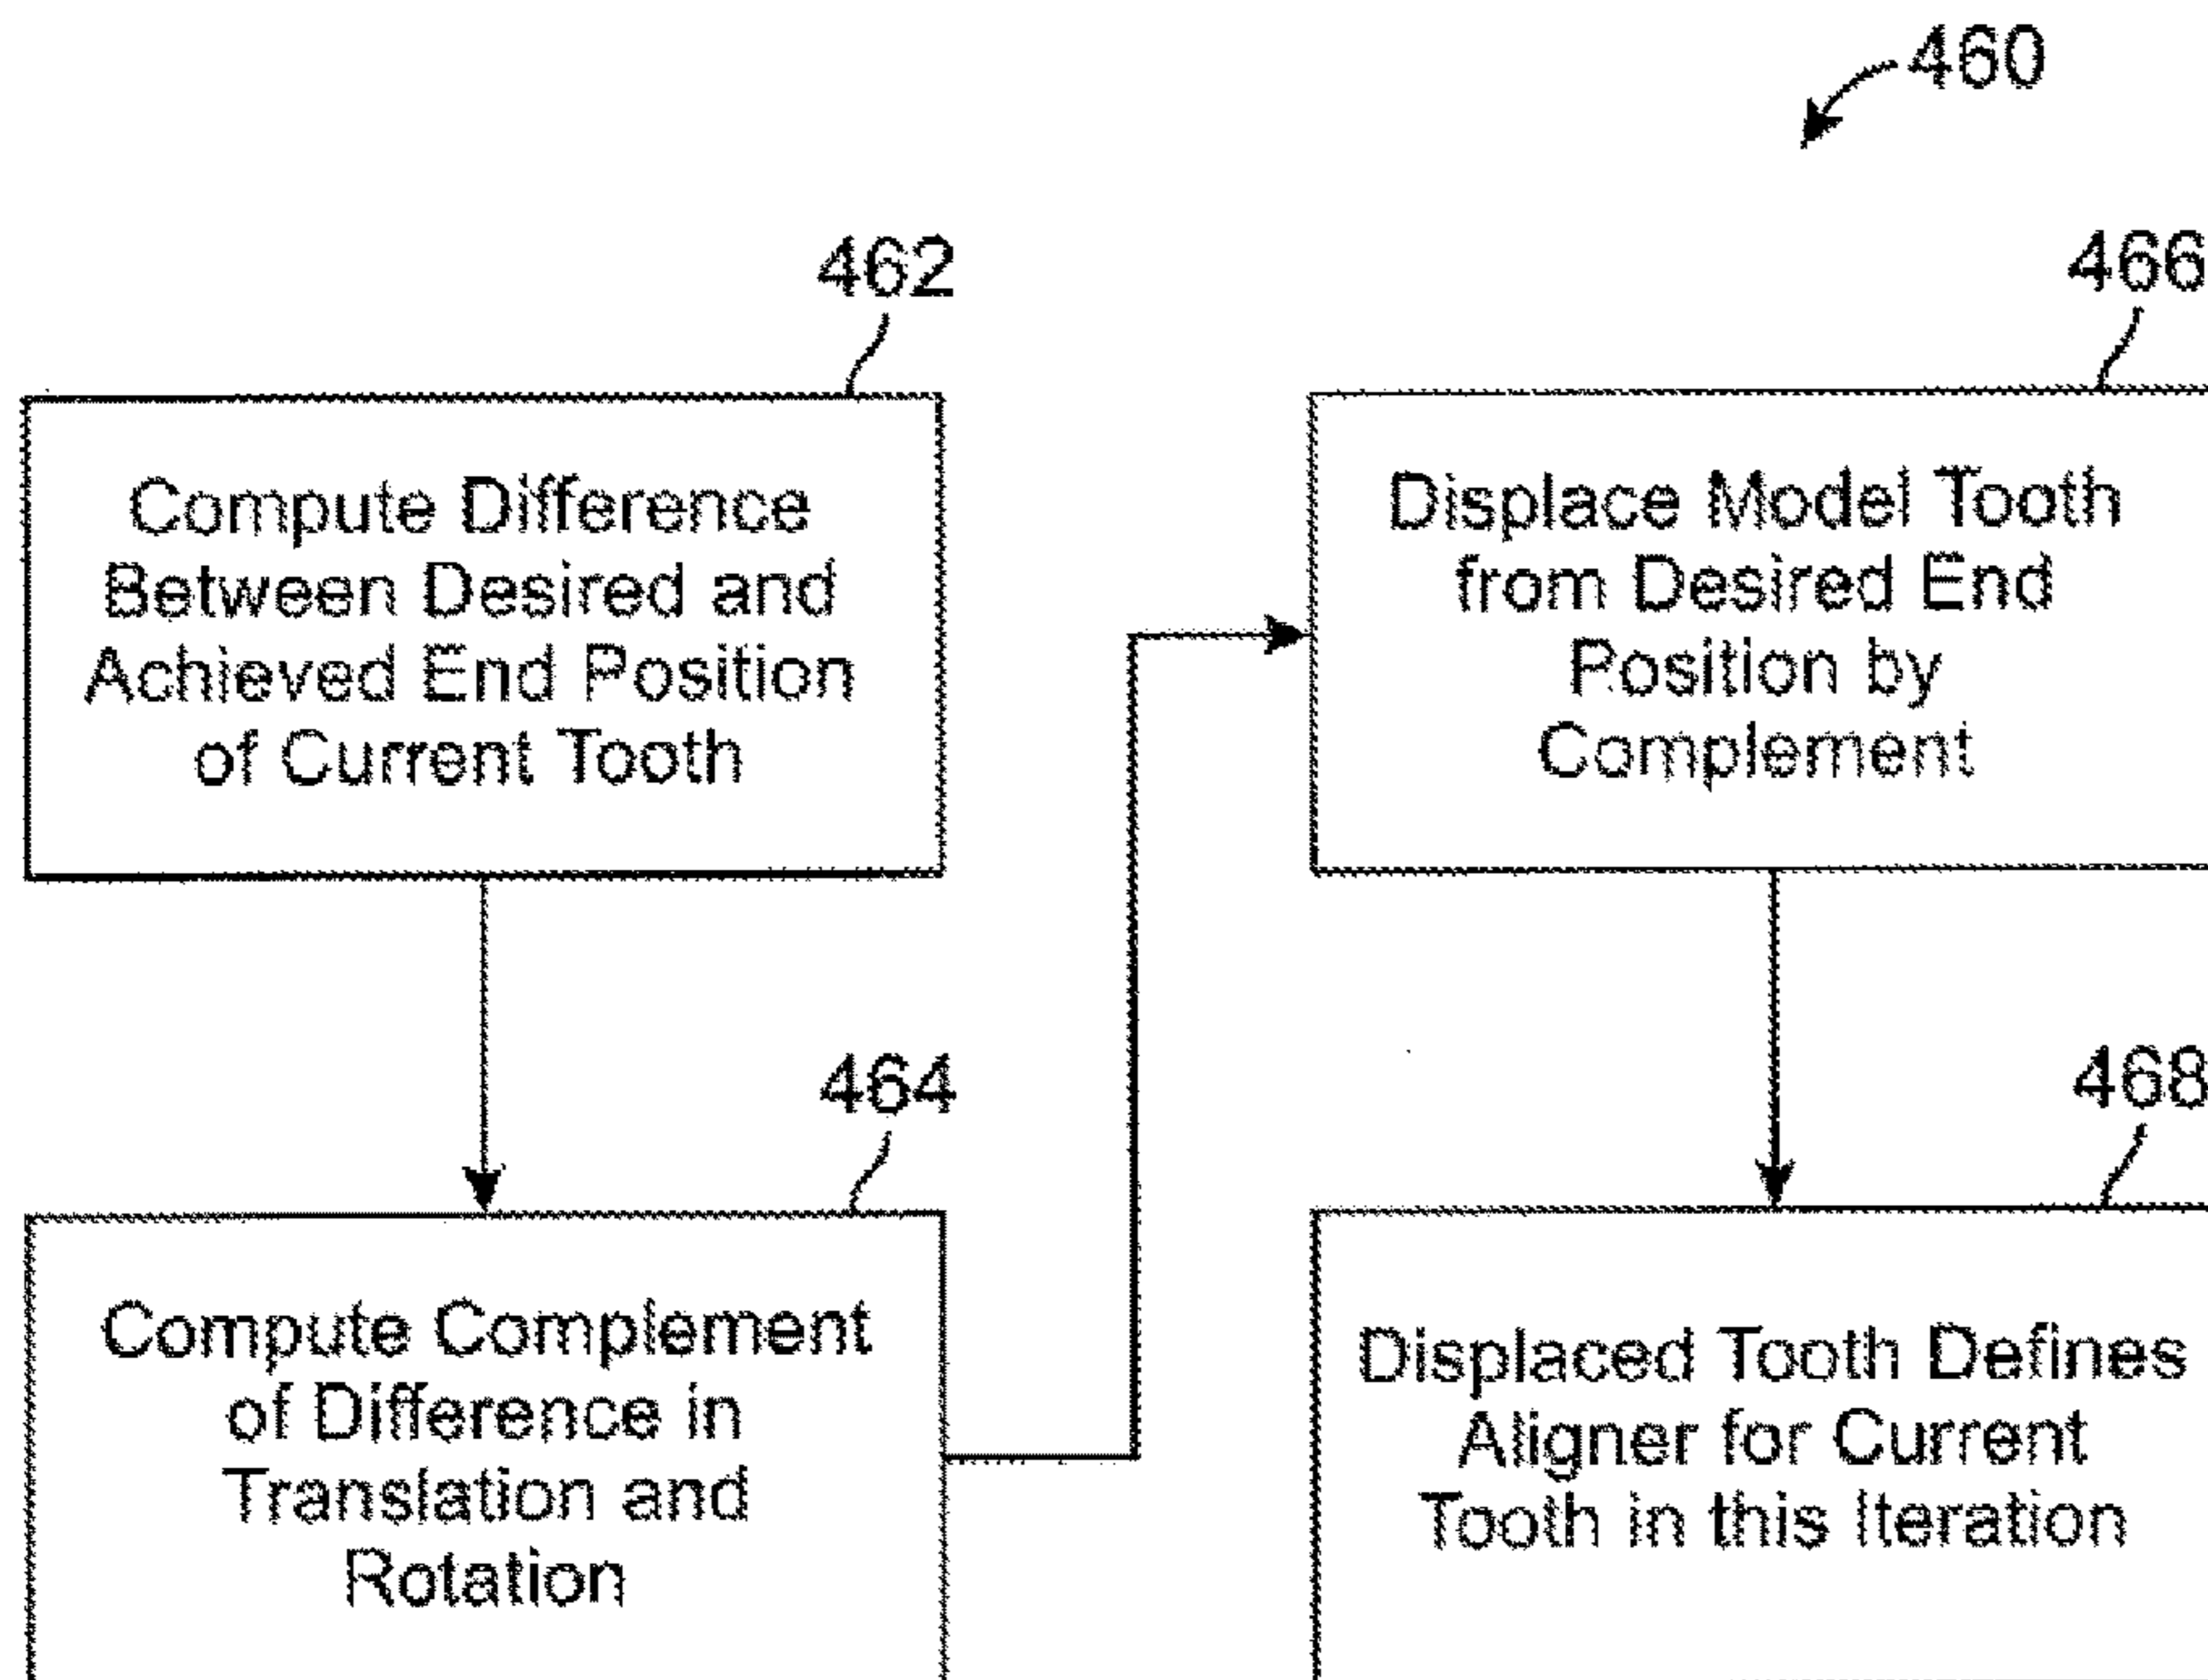 460
462
Compute Difference
Between Desired and
Achieved End Position
of Current Tooth
464
Compute Complement
of Difference in
Translation and
Rotation
466
Displace Model Tooth
from Desired End
Position by
Complement
468
Displaced Tooth Defines
Aligner for Current
Tooth in this Iteration